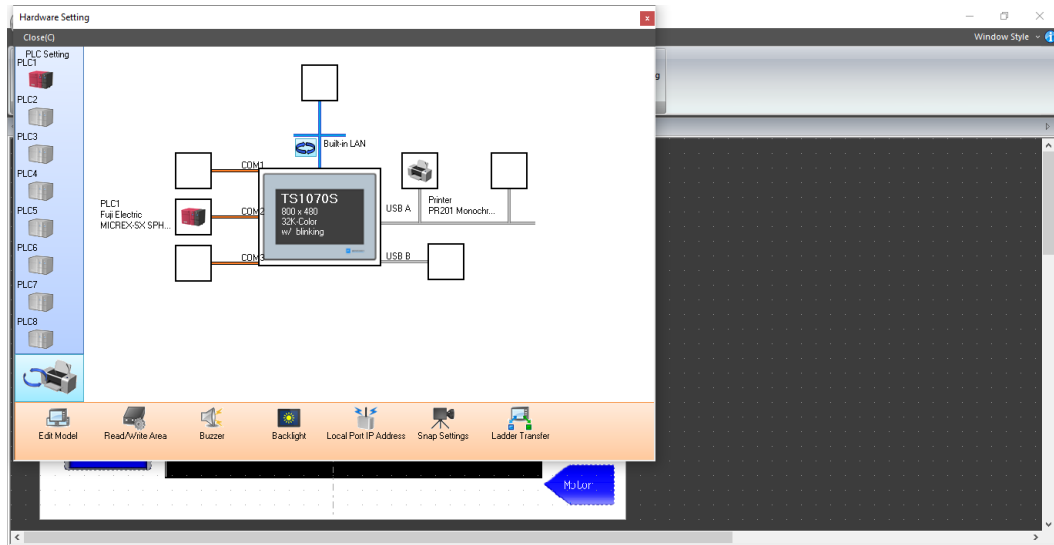 Hardware Setting
Close(C)
Window Style
PLC Setting
PLC1
PLC2
PLC3
PLC4
PLC5
PLC6
PLC7
PLC8
Built-in LAN
COM1
COM2
COM3
PLC1
Fuji Electric
MICREX-SX SPH...
TS1070S
800 x 480
32K-Color
w/ blinking
USB A
USB B
Printer
PR201 Monochr...
g
Edit Model
Read/Write Area
Buzzer
Backlight
Local Port IP Address
Snap Settings
Ladder Transfer
Motor